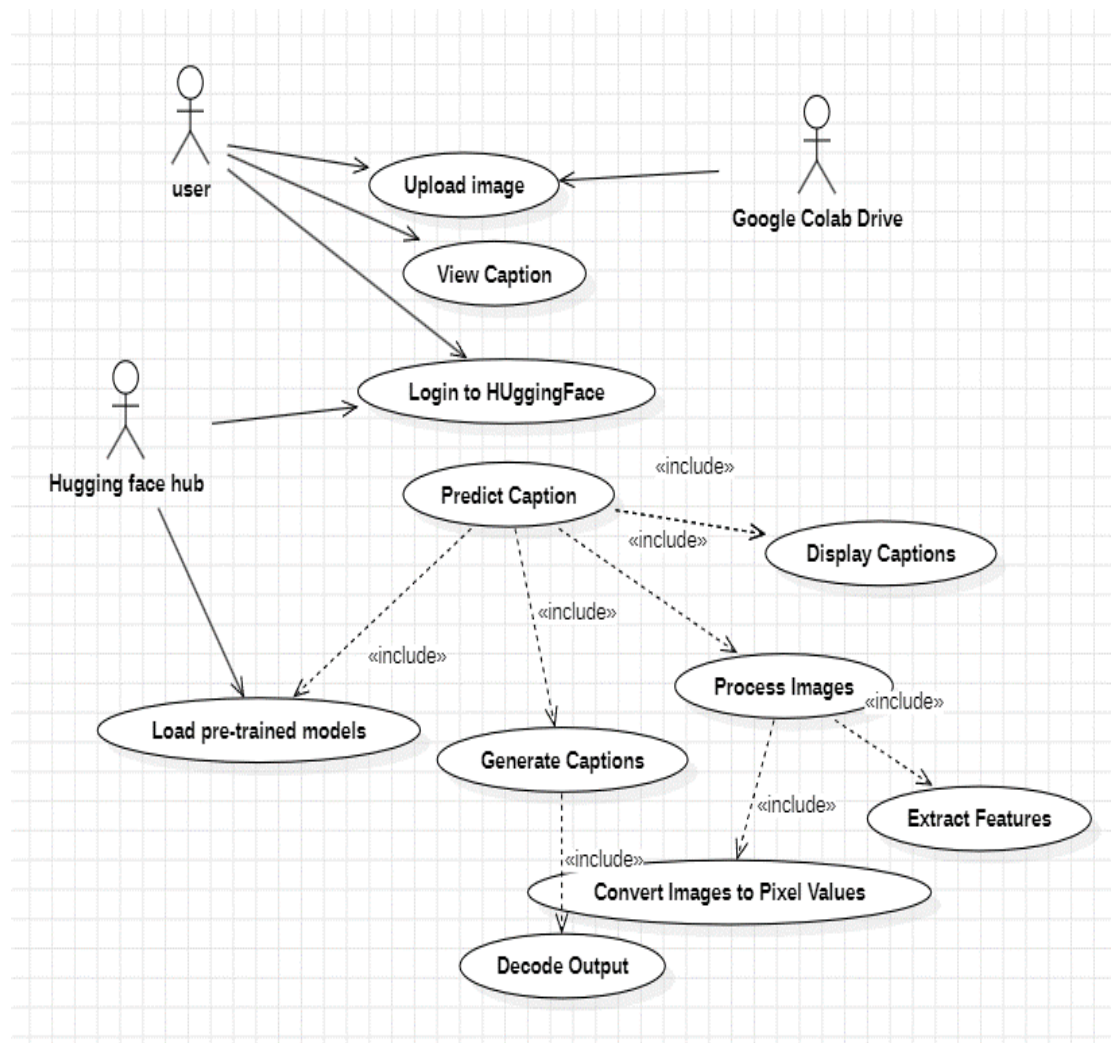 user
Upload image
Google Colab Drive
View Caption
Login to HUggingFace
Hugging face hub
«include»
Predict Caption
«include»
Display Captions
«include»
«include»
Process Images
«include»
Load pre-trained models
Generate Captions
«include»
Extract Features
«include»
Convert Images to Pixel Values
Decode Output